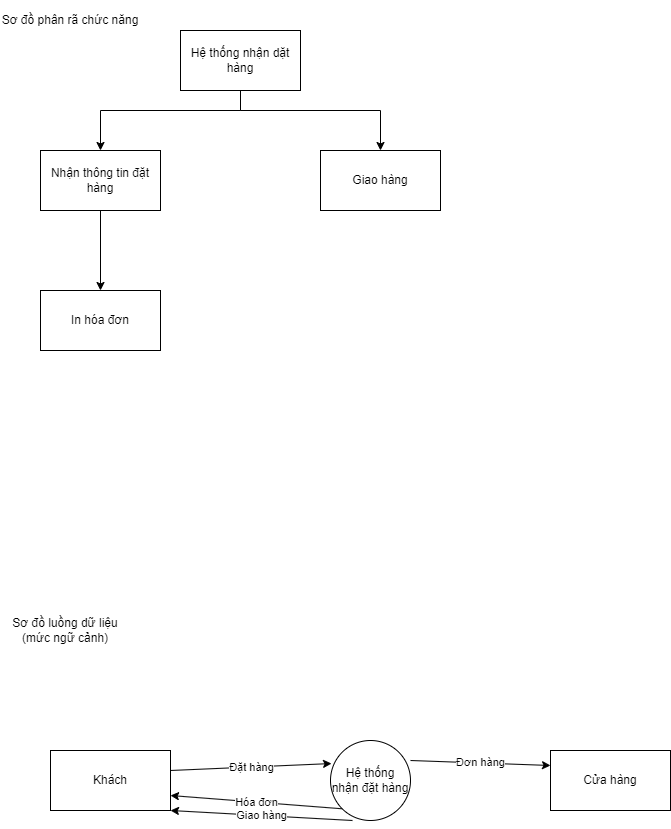 Sơ đồ phân rã chức năng
Hệ thống nhận dặt
hàng
Nhận thông tin đặt
hàng
Giao hàng
In hóa đơn
Sơ đồ luồng dữ liệu
(mức ngữ cảnh)
Khách
Đặt hàng
Hệ thống
nhận đặt hàng
Đơn hàng
Cửa hàng
Hóa đơn
Giao hàng